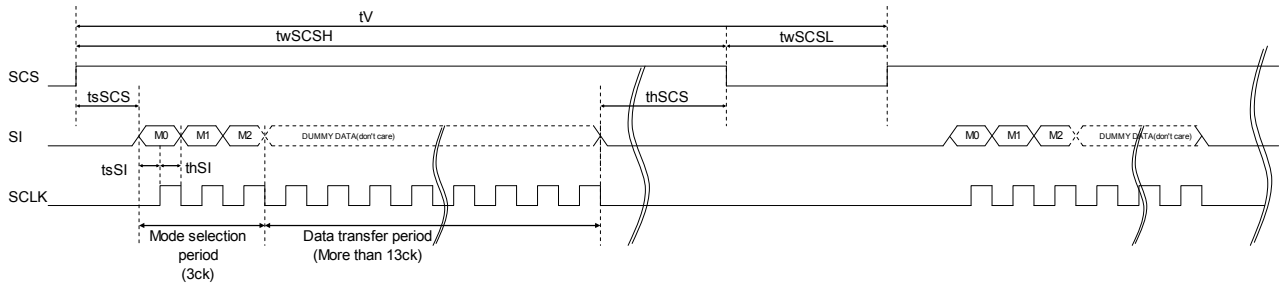 tV
twSCSH
twSCSL
SCS
tsSCS
thSCS
SI
M0
M1
M2
DUMMY DATA(don't care)
M0
M1
M2
DUMMY DATA(don't care)
tsSI
thSI
SCLK
Mode selection
period
(3ck)
Data transfer period
(More than 13ck)